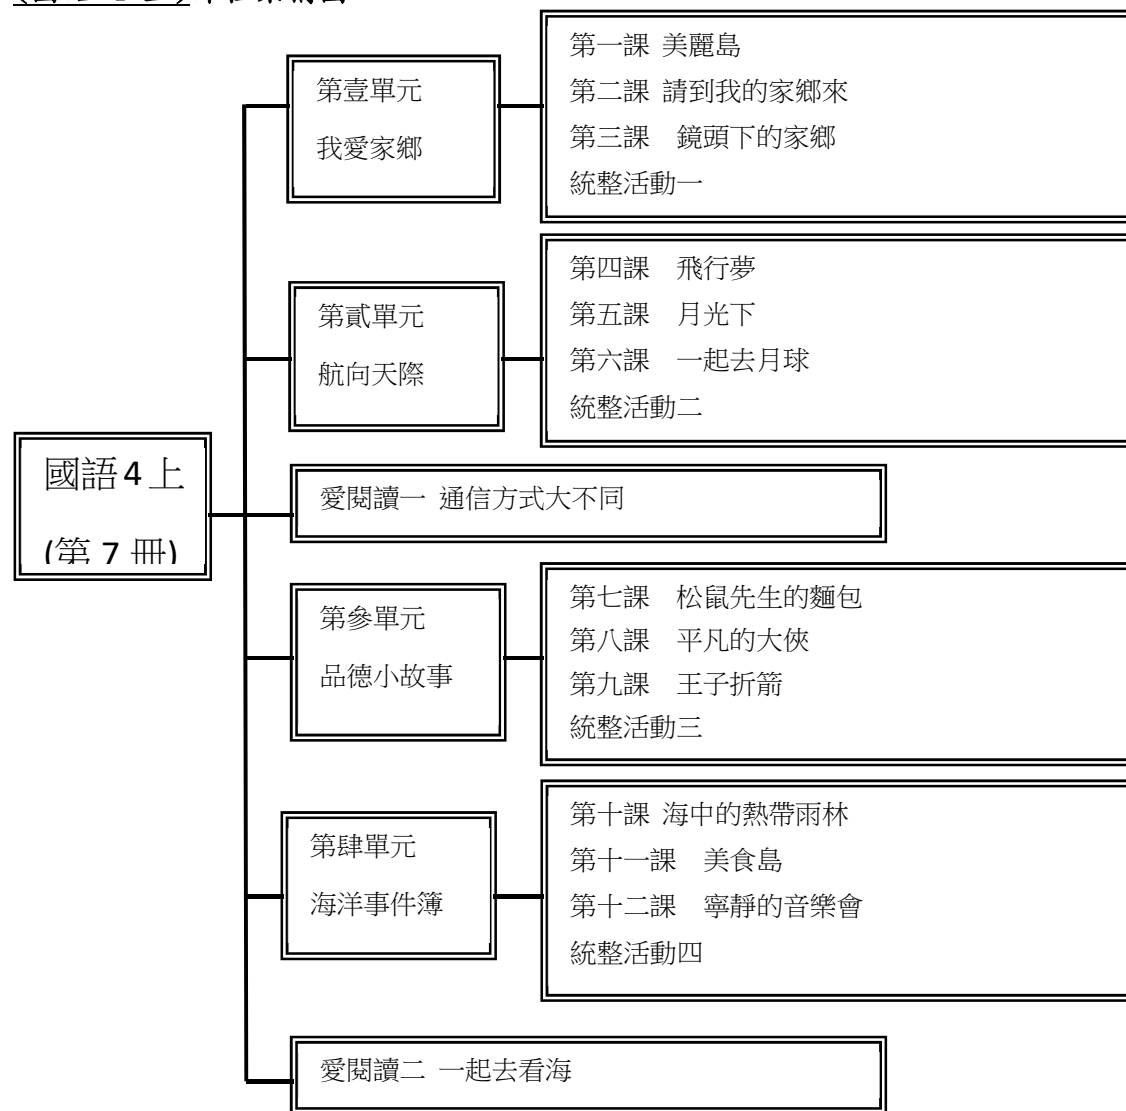 國語 4 上
(第 7 冊)
第壹單元
我愛家鄉
第一課 美麗島
第二課 請到我的家鄉來
第三課 鏡頭下的家鄉
統整活動一
第貳單元
航向天際
第四課 飛行夢
第五課 月光下
第六課 一起去月球
統整活動二
愛閱讀一 通信方式大不同
第參單元
品德小故事
第七課 松鼠先生的麵包
第八課 平凡的大俠
第九課 王子折箭
統整活動三
第肆單元
海洋事件簿
第十課 海中的熱帶雨林
第十一課 美食島
第十二課 寧靜的音樂會
統整活動四
愛閱讀二 一起去看海